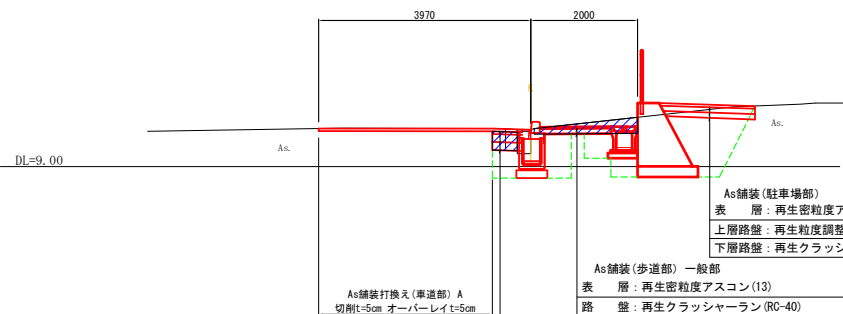 3970
2000
As.
As.
DL=9.00
As舗装(駐車場部)
表　　層：再生密粒度ア
上層路盤：再生粒度調整
下層路盤：再生クラッシ
As舗装(歩道部) 一般部
表　　層：再生密粒度アスコン(13)
路　　盤：再生クラッシャーラン(RC-40)
As舗装打換え(車道部) A
切削t=5cm オーバーレイt=5cm